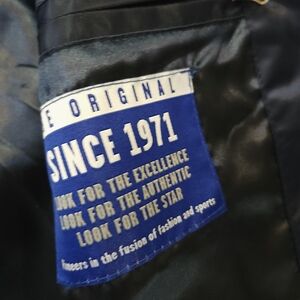 E ORIGINAL
SINCE 1971
LOOK FOR THE EXCELLENCE
LOOK FOR THE AUTHENTIC
LOOK FOR THE STAR
ioneers in the fusion of fashion and sports